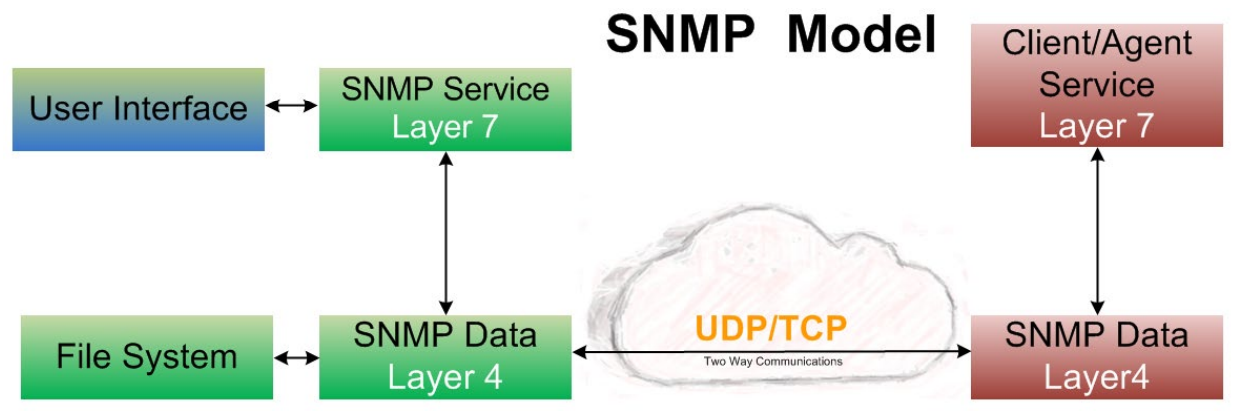 SNMP Model
User Interface
SNMP Service
Layer 7
Client/Agent
Service
Layer 7
File System
SNMP Data
Layer 4
UDP/TCP
Two Way Communications
SNMP Data
Layer4